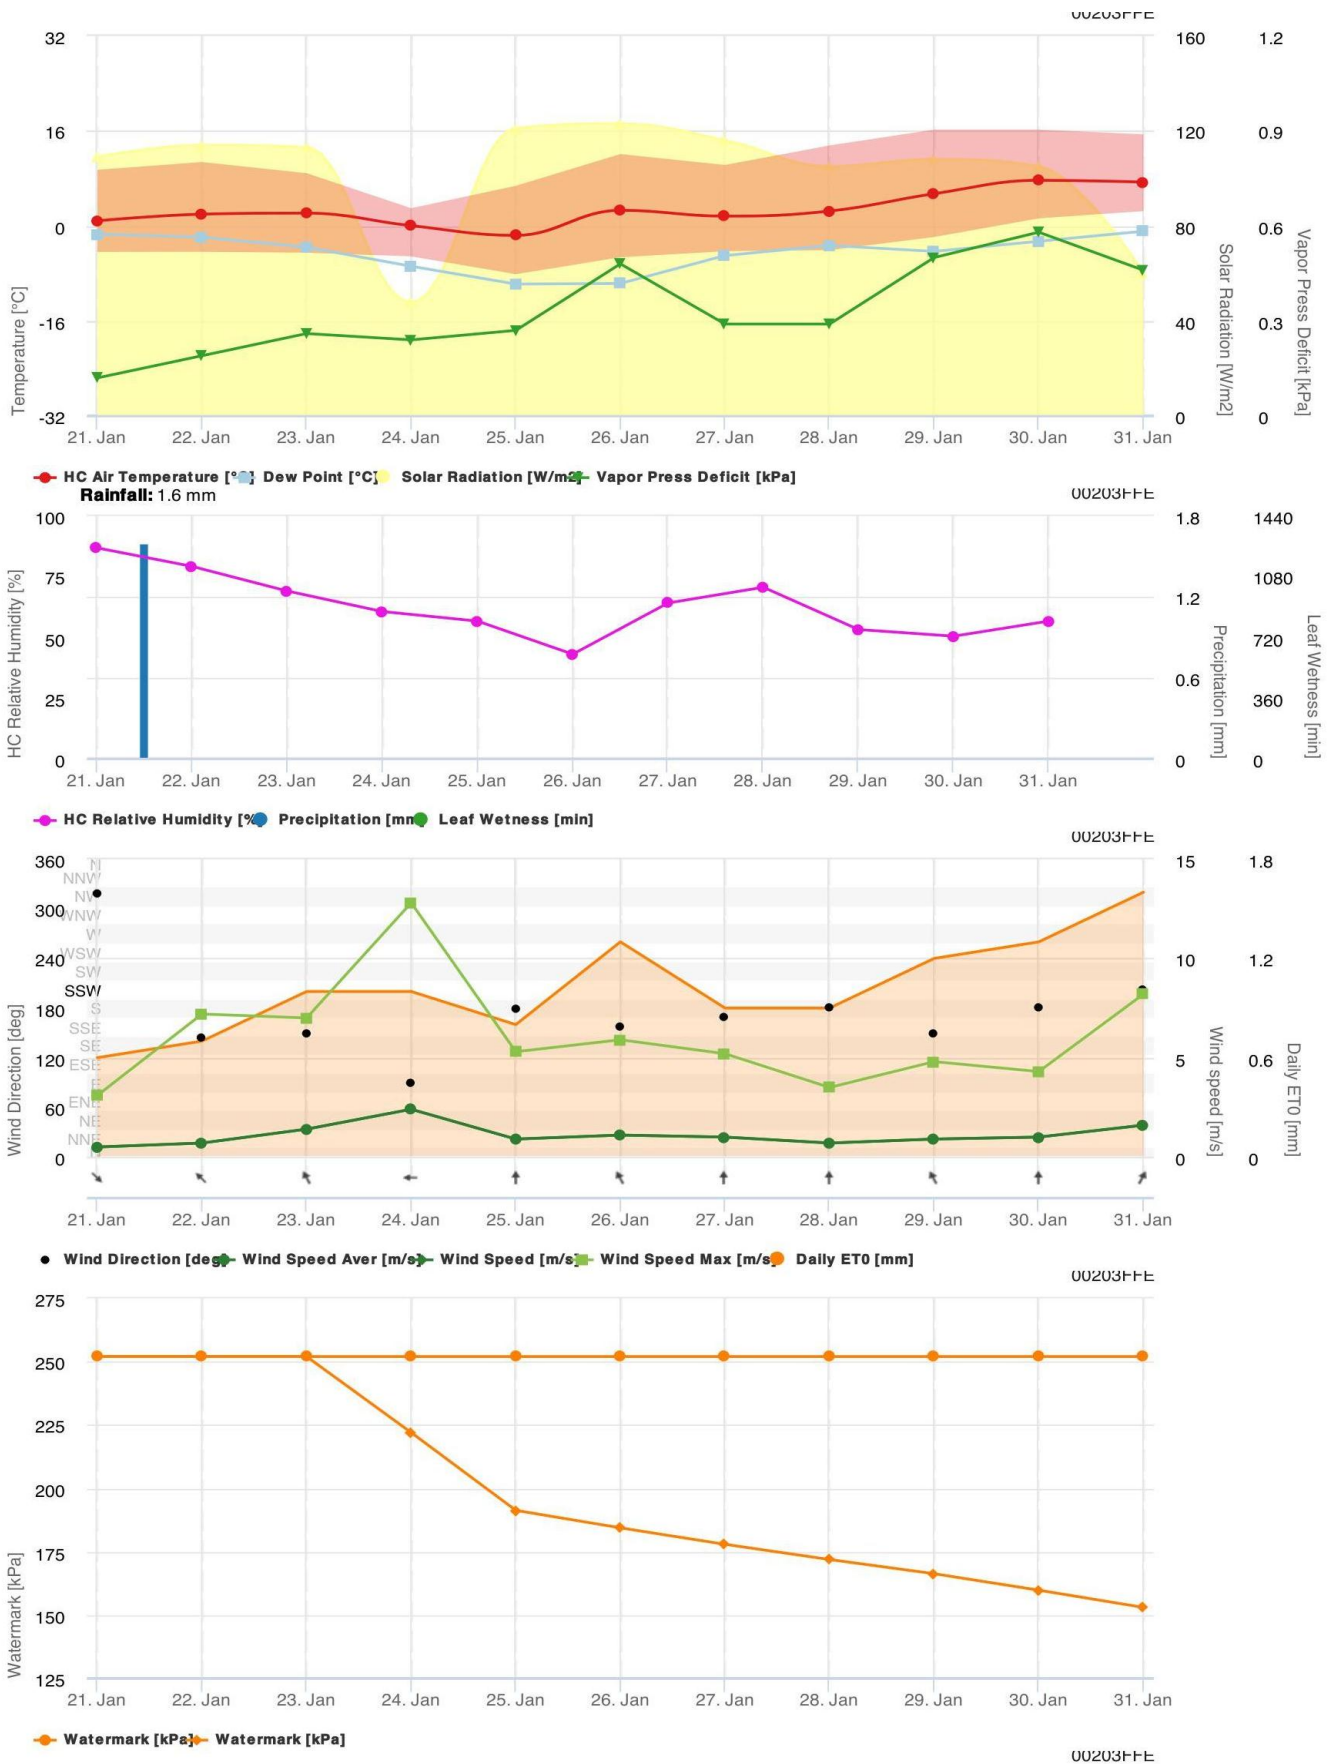 00203FFE
32 160 1.2
16 120 0.9
0 80 0.6
-16 40 0.3
-32 0 0
Temperature [°C]
Solar Radiation [W/m2]
Vapor Press Deficit [kPa]
21. Jan 22. Jan 23. Jan 24. Jan 25. Jan 26. Jan 27. Jan 28. Jan 29. Jan 30. Jan 31. Jan
HC Air Temperature [°C] Dew Point [°C] Solar Radiation [W/m2] Vapor Press Deficit [kPa]
Rainfall: 1.6 mm
00203FFE
100 1.8 1440
75 1080
1.2
50 720
0.6
25 360
0 0 0
HC Relative Humidity [%]
Precipitation [mm]
Leaf Wetness [min]
21. Jan 22. Jan 23. Jan 24. Jan 25. Jan 26. Jan 27. Jan 28. Jan 29. Jan 30. Jan 31. Jan
HC Relative Humidity [%] Precipitation [mm] Leaf Wetness [min]
00203FFE
360 N 15 1.8
NNW
NW
300
WNW
W
240 WSW 10 1.2
SW
SSW
180 S
SSE
SE
120 ESE 5 0.6
E
ENE
60
NE
NNE
0 0 0
Wind Direction [deg]
Wind speed [m/s]
Daily ET0 [mm]
21. Jan 22. Jan 23. Jan 24. Jan 25. Jan 26. Jan 27. Jan 28. Jan 29. Jan 30. Jan 31. Jan
Wind Direction [deg] Wind Speed Aver [m/s] Wind Speed [m/s] Wind Speed Max [m/s] Daily ET0 [mm]
00203FFE
275
250
225
200
175
150
125
Watermark [kPa]
21. Jan 22. Jan 23. Jan 24. Jan 25. Jan 26. Jan 27. Jan 28. Jan 29. Jan 30. Jan 31. Jan
Watermark [kPa] Watermark [kPa]
00203FFE